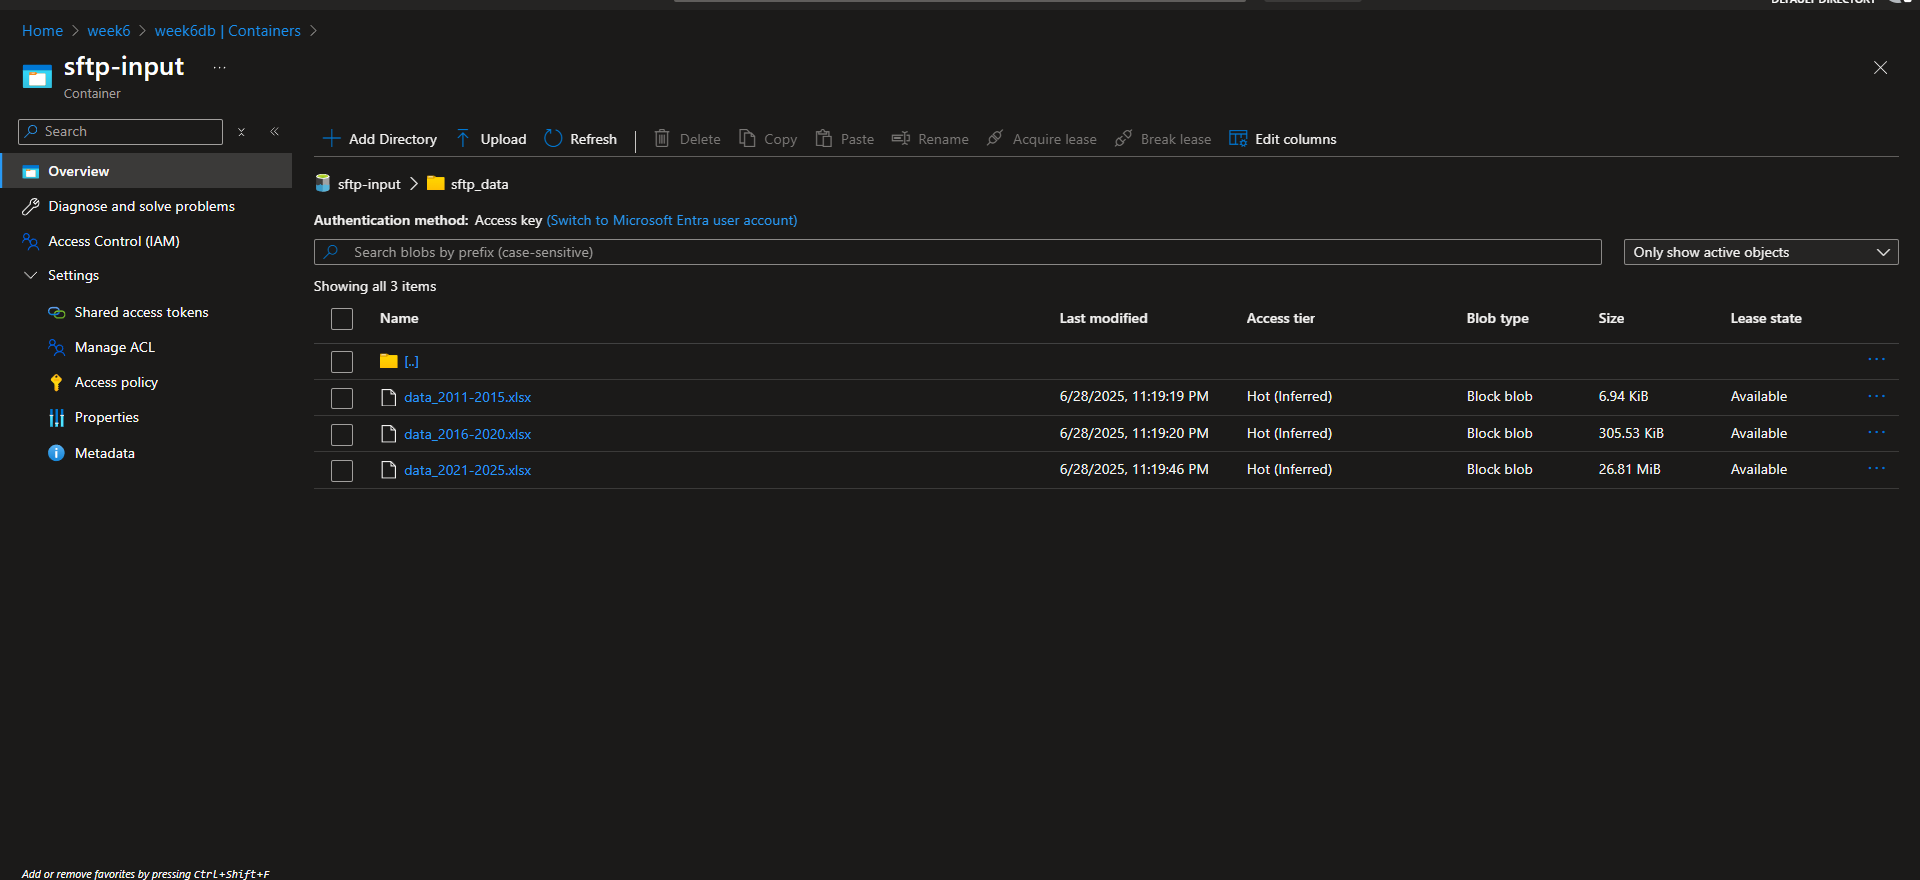 DEFAULT DIRECTORY
Home > week6 > week6db | Containers >
sftp-input ...
Container
Search
Add Directory Upload Refresh | Delete Copy Paste Rename Acquire lease Break lease Edit columns
Overview
Diagnose and solve problems
Access Control (IAM)
Settings
Shared access tokens
Manage ACL
Access policy
Properties
Metadata
sftp-input > sftp_data
Authentication method: Access key (Switch to Microsoft Entra user account)
Search blobs by prefix (case-sensitive) Only show active objects
Showing all 3 items
Name Last modified Access tier Blob type Size Lease state
[..] ...
data_2011-2015.xlsx 6/28/2025, 11:19:19 PM Hot (Inferred) Block blob 6.94 KiB Available ...
data_2016-2020.xlsx 6/28/2025, 11:19:20 PM Hot (Inferred) Block blob 305.53 KiB Available ...
data_2021-2025.xlsx 6/28/2025, 11:19:46 PM Hot (Inferred) Block blob 26.81 MiB Available ...
Add or remove favorites by pressing Ctrl+Shift+F